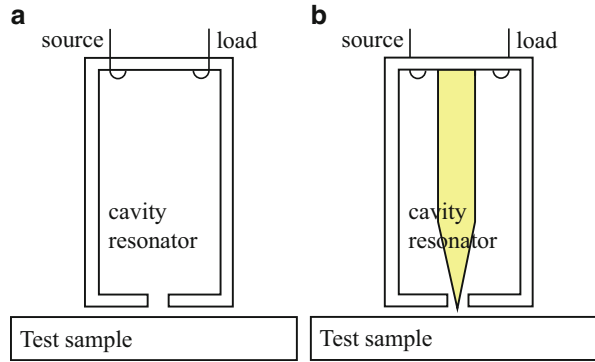 a
source
load
cavity
resonator
Test sample
b
source
load
cavity
resonator
Test sample